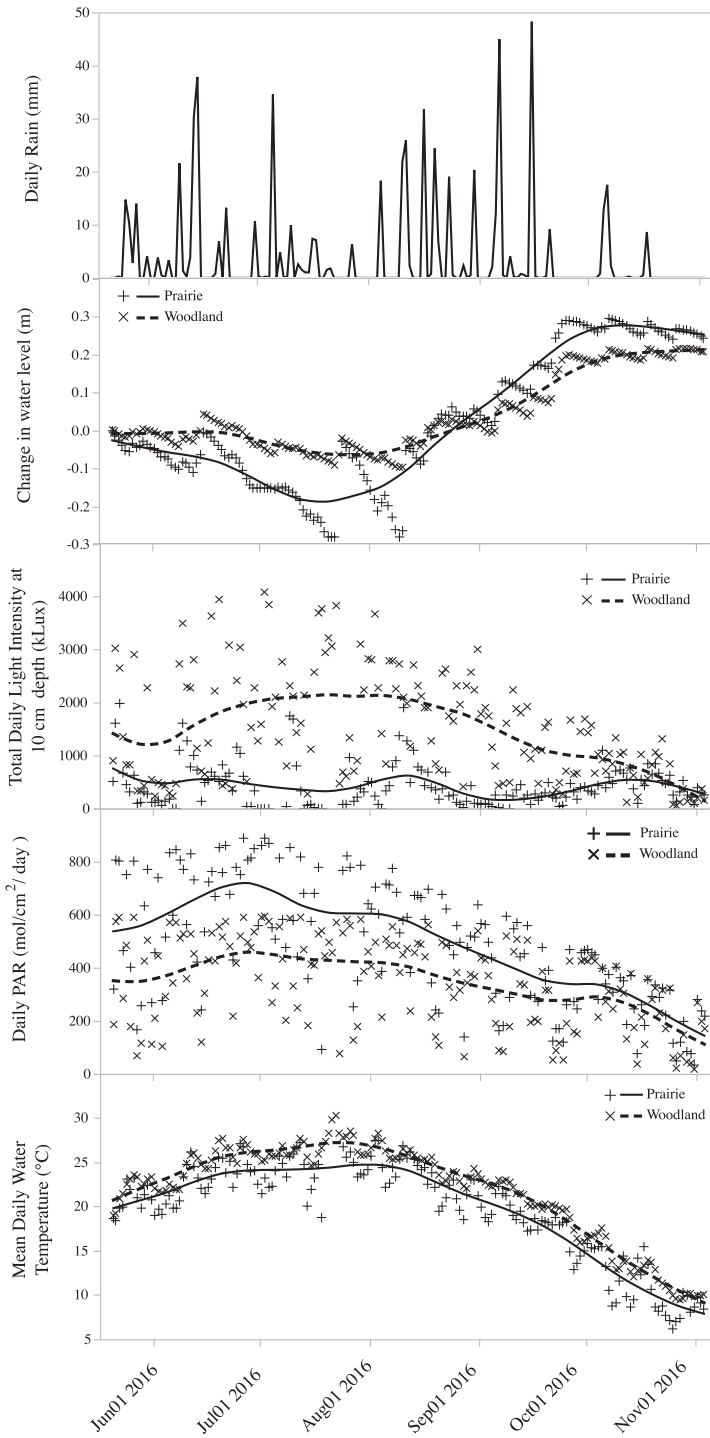 Daily Rain (mm)
50
40
30
20
10
0
Change in water level (m)
0.3
0.2
0.1
0.0
-0.1
-0.2
-0.3
Prairie
Woodland
Total Daily Light Intensity at
10 cm depth (kLux)
4000
3000
2000
1000
0
Prairie
Woodland
Daily PAR (mol/cm²/ day )
800
600
400
200
0
Prairie
Woodland
Mean Daily Water
Temperature (°C)
30
25
20
15
10
5
Prairie
Woodland
Jun01 2016
Jul01 2016
Aug01 2016
Sep01 2016
Oct01 2016
Nov01 2016